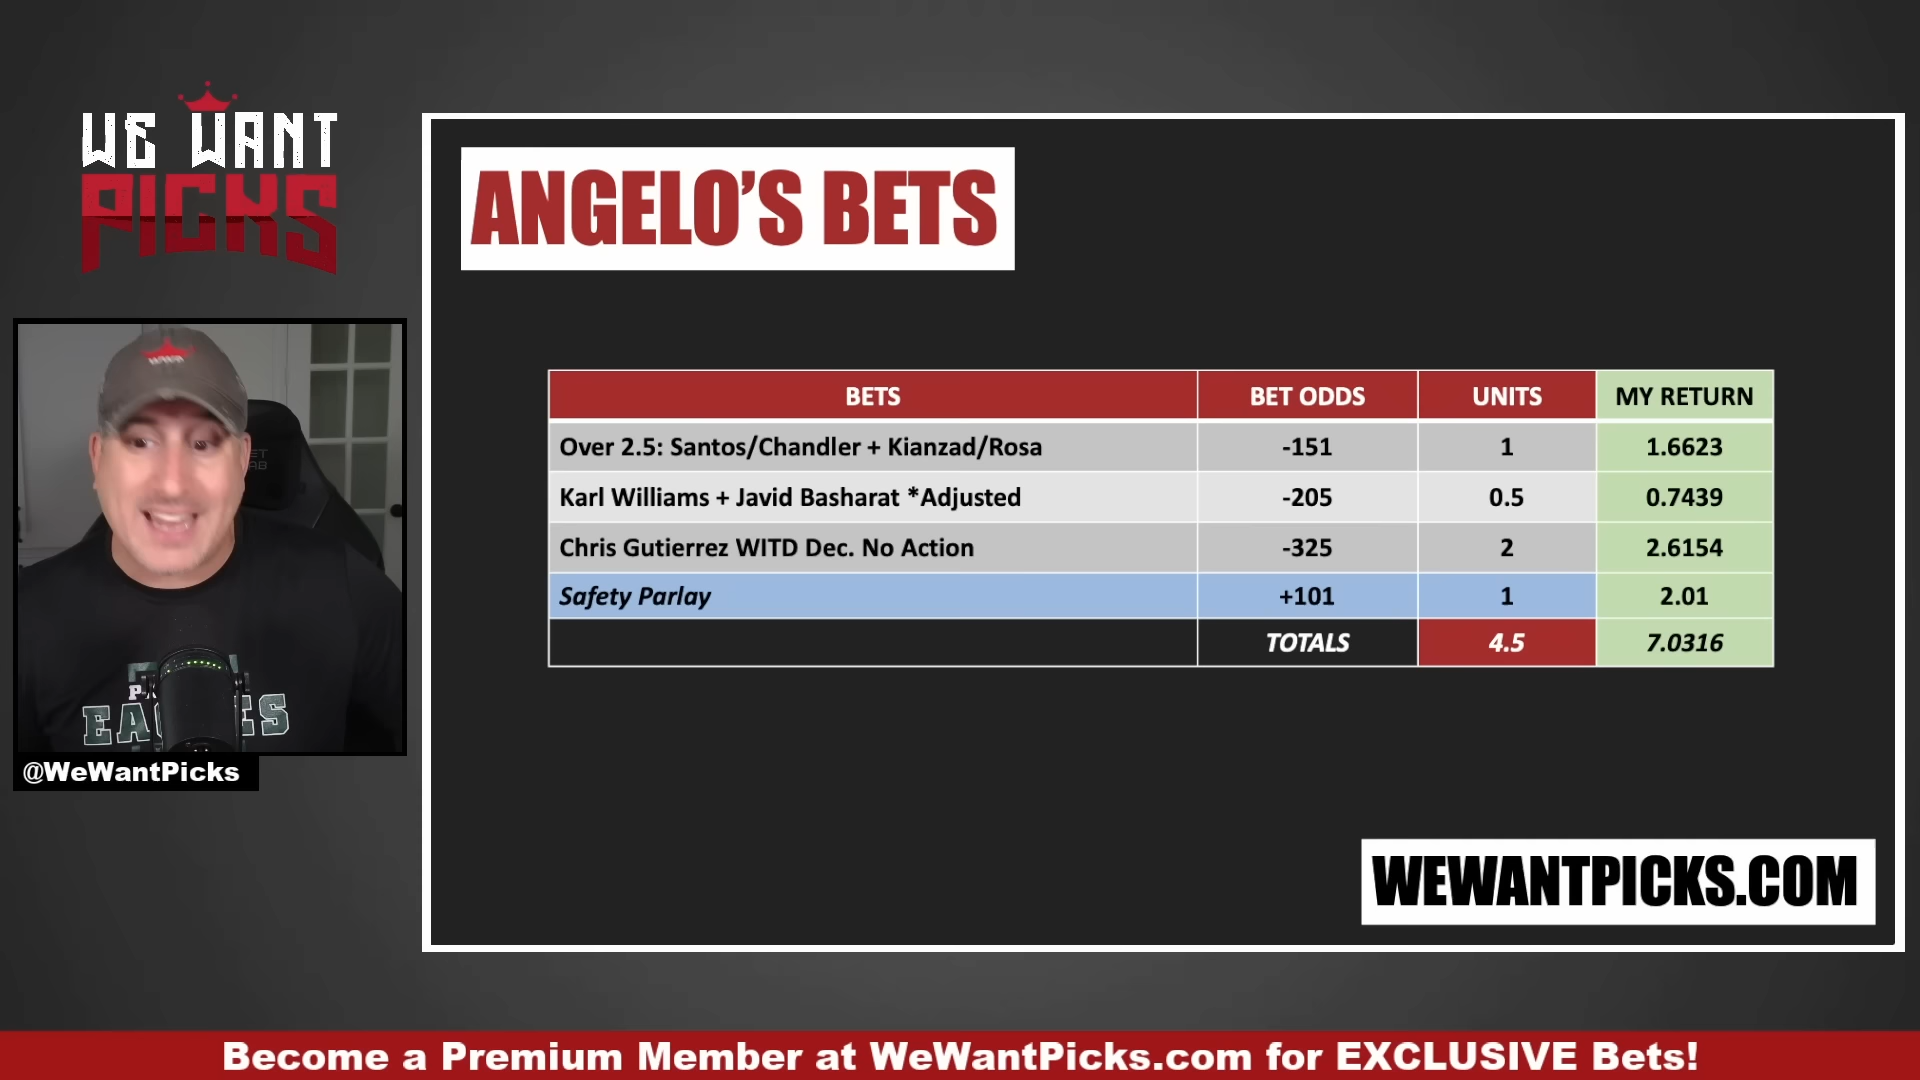 WE WANT
PICKS
ANGELO'S BETS
BETS BET ODDS UNITS MY RETURN
Over 2.5: Santos/Chandler + Kianzad/Rosa -151 1 1.6623
Karl Williams + Javid Basharat *Adjusted -205 0.5 0.7439
Chris Gutierrez WITD Dec. No Action -325 2 2.6154
Safety Parlay +101 1 2.01
TOTALS 4.5 7.0316
@WeWantPicks
WEWANTPICKS.COM
Become a Premium Member at WeWantPicks.com for EXCLUSIVE Bets!